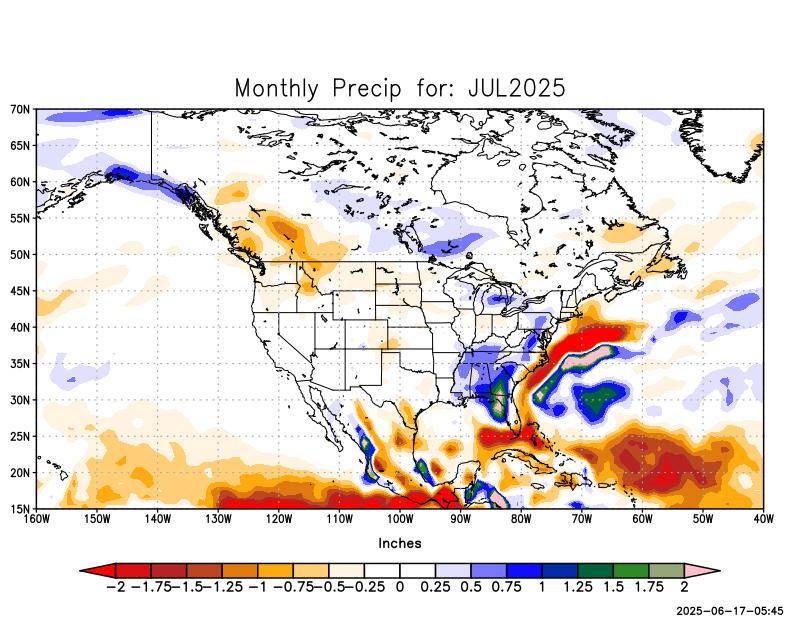 Monthly Precip for: JUL2025
70N
65N
60N
55N
50N
45N
40N
35N
30N
25N
20N
15N
160W 150W 140W 130W 120W 110W 100W 90W 80W 70W 60W 50W 40W
Inches
−2 −1.75 −1.5 −1.25 −1 −0.75 −0.5 −0.25 0 0.25 0.5 0.75 1 1.25 1.5 1.75 2
2025−06−17−05:45